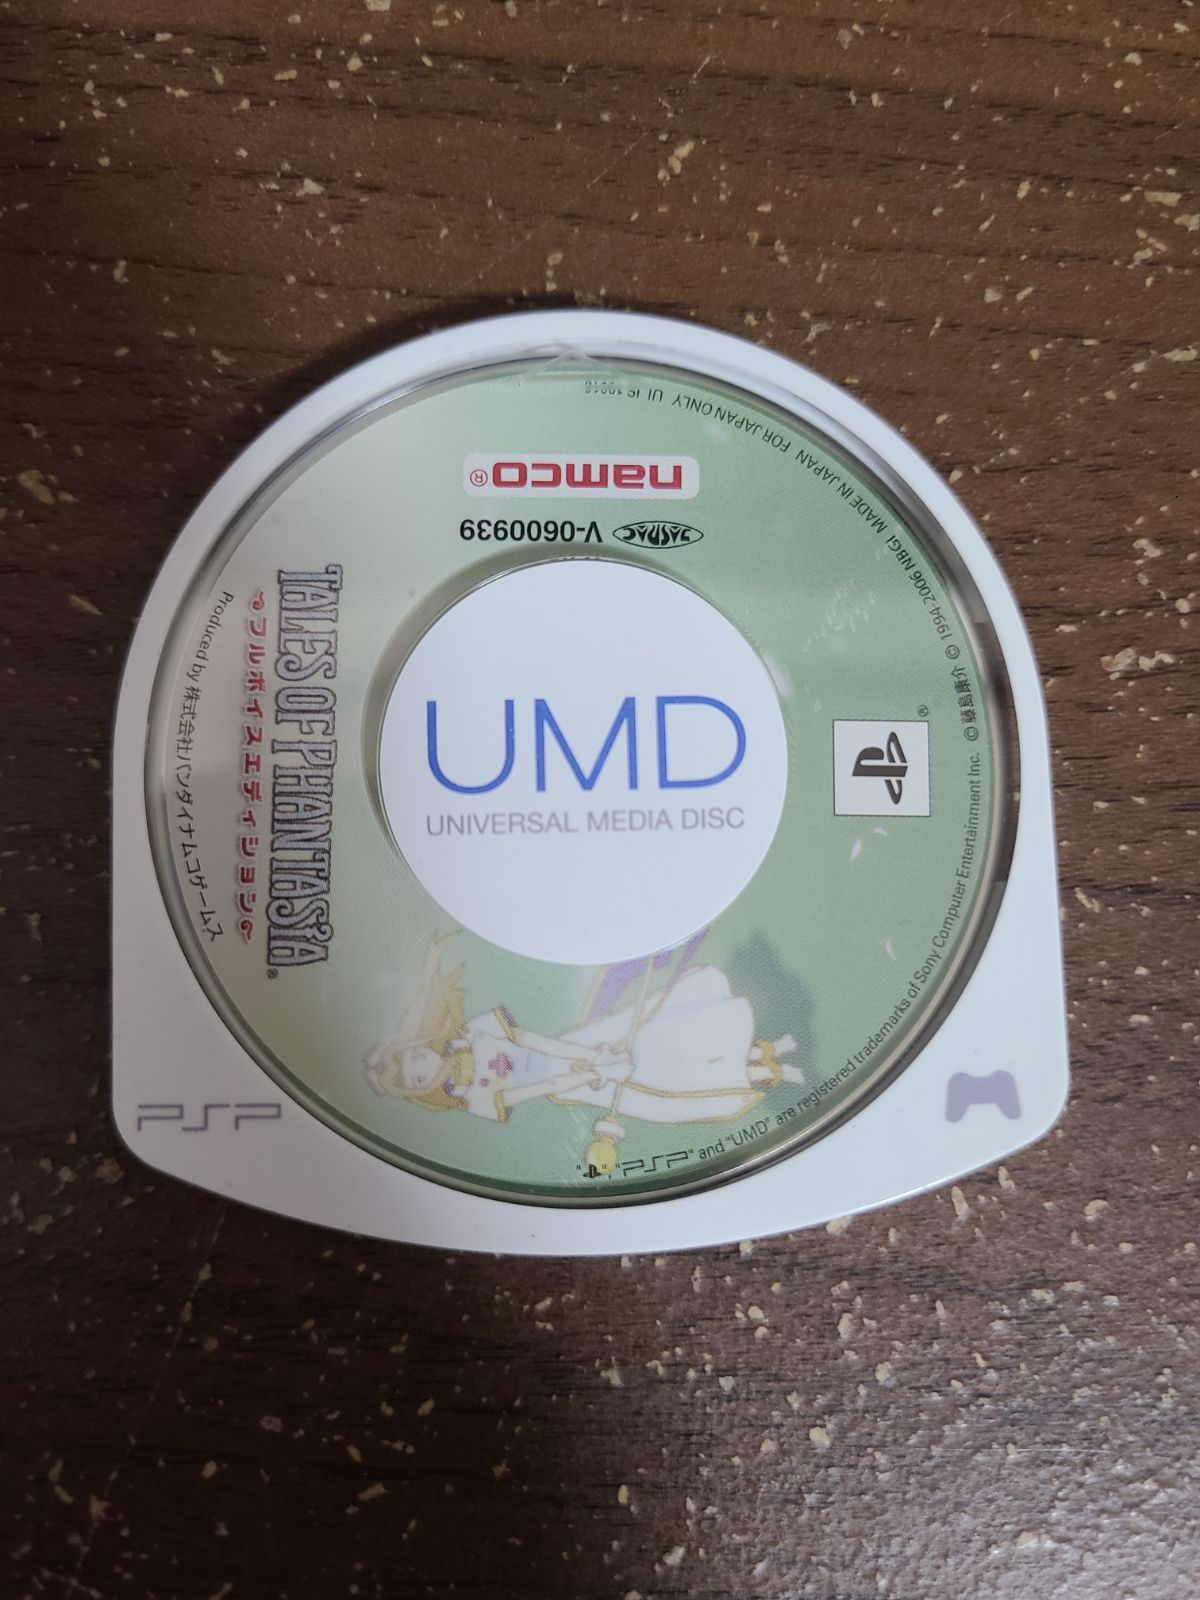 namco®
JASRAC V-0600939
TALES OF PHANTASIA®
～フルボイスエディション～
Produced by 株式会社バンダイナムコゲームス
UMD
UNIVERSAL MEDIA DISC
®
"PSP" and "UMD" are registered trademarks of Sony Computer Entertainment Inc. ©藤島康介 ©1994-2006 NBGI MADE IN JAPAN FOR JAPAN ONLY
PSP